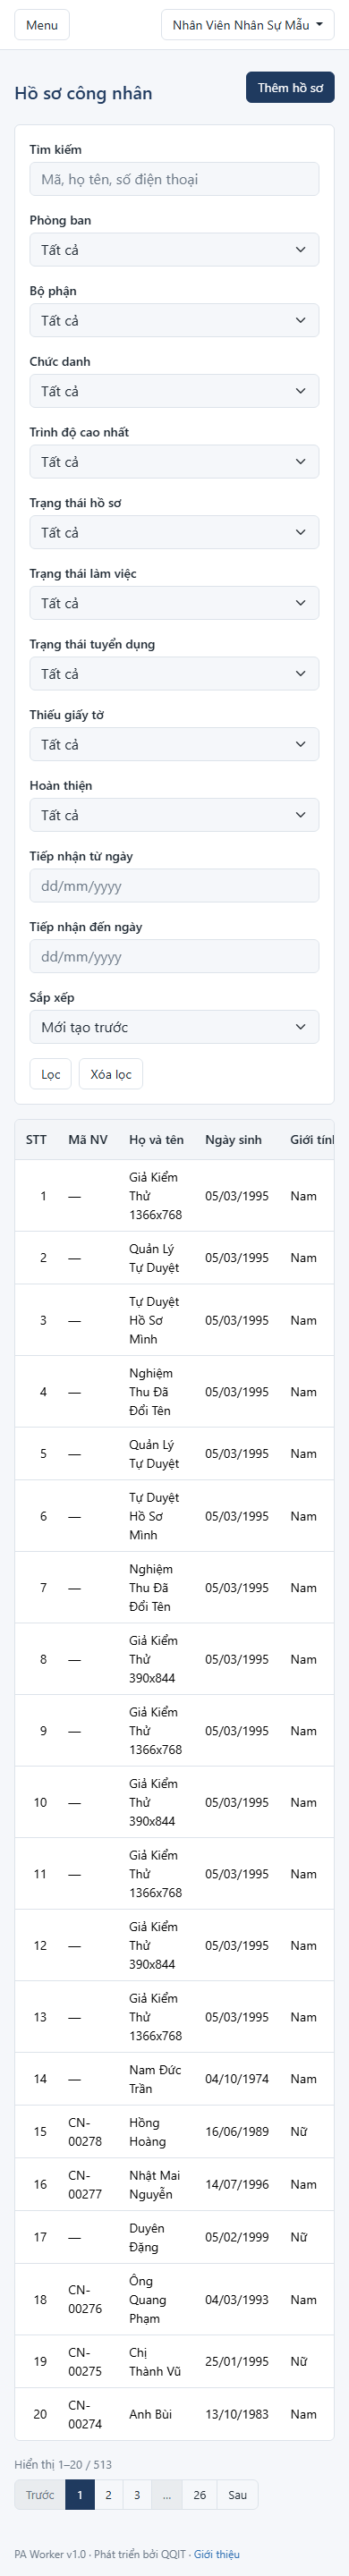 Menu
Nhân Viên Nhân Sự Mẫu
Hồ sơ công nhân
Thêm hồ sơ
Tìm kiếm
Mã, họ tên, số điện thoại
Phòng ban
Tất cả
Bộ phận
Tất cả
Chức danh
Tất cả
Trình độ cao nhất
Tất cả
Trạng thái hồ sơ
Tất cả
Trạng thái làm việc
Tất cả
Trạng thái tuyển dụng
Tất cả
Thiếu giấy tờ
Tất cả
Hoàn thiện
Tất cả
Tiếp nhận từ ngày
dd/mm/yyyy
Tiếp nhận đến ngày
dd/mm/yyyy
Sắp xếp
Mới tạo trước
Lọc Xóa lọc
STT Mã NV Họ và tên Ngày sinh Giới tính
1 — Giả Kiểm Thử 1366x768 05/03/1995 Nam
2 — Quản Lý Tự Duyệt 05/03/1995 Nam
3 — Tự Duyệt Hồ Sơ Mình 05/03/1995 Nam
4 — Nghiệm Thu Đã Đổi Tên 05/03/1995 Nam
5 — Quản Lý Tự Duyệt 05/03/1995 Nam
6 — Tự Duyệt Hồ Sơ Mình 05/03/1995 Nam
7 — Nghiệm Thu Đã Đổi Tên 05/03/1995 Nam
8 — Giả Kiểm Thử 390x844 05/03/1995 Nam
9 — Giả Kiểm Thử 1366x768 05/03/1995 Nam
10 — Giả Kiểm Thử 390x844 05/03/1995 Nam
11 — Giả Kiểm Thử 1366x768 05/03/1995 Nam
12 — Giả Kiểm Thử 390x844 05/03/1995 Nam
13 — Giả Kiểm Thử 1366x768 05/03/1995 Nam
14 — Nam Đức Trần 04/10/1974 Nam
15 CN-00278 Hồng Hoàng 16/06/1989 Nữ
16 CN-00277 Nhật Mai Nguyễn 14/07/1996 Nam
17 — Duyên Đặng 05/02/1999 Nữ
18 CN-00276 Ông Quang Phạm 04/03/1993 Nam
19 CN-00275 Chị Thành Vũ 25/01/1995 Nữ
20 CN-00274 Anh Bùi 13/10/1983 Nam
Hiển thị 1–20 / 513
Trước 1 2 3 … 26 Sau
PA Worker v1.0 · Phát triển bởi QQIT · Giới thiệu